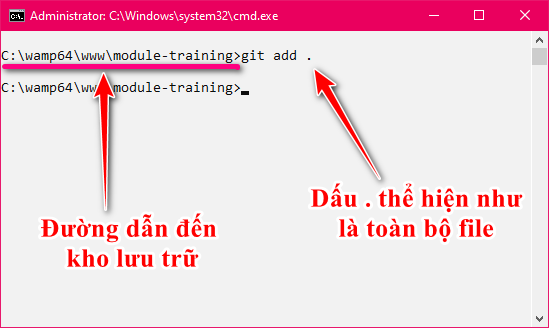 Administrator: C:\Windows\system32\cmd.exe
C:\wamp64\www\module-training>git add .
C:\wamp64\www\module-training>
Đường dẫn đến
kho lưu trữ
Dấu . thể hiện như
là toàn bộ file